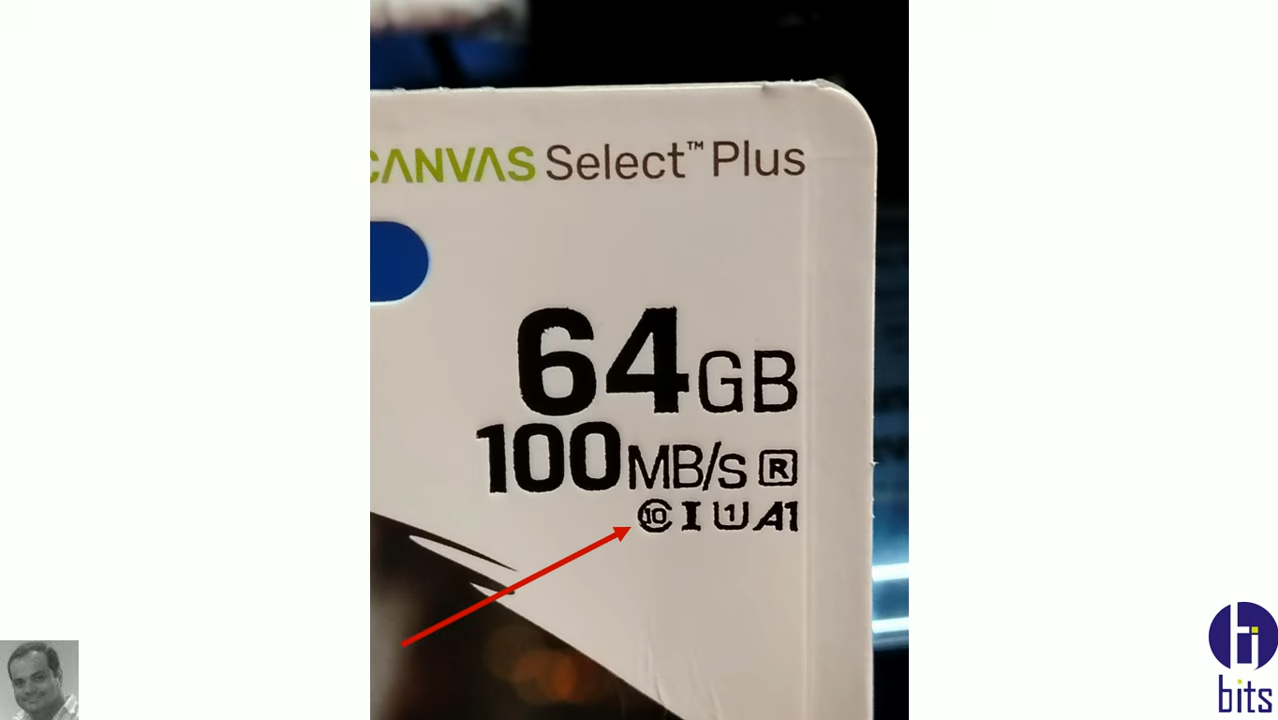 CANVAS Select™ Plus
64GB
100MB/s R
10 I U1 A1
bits